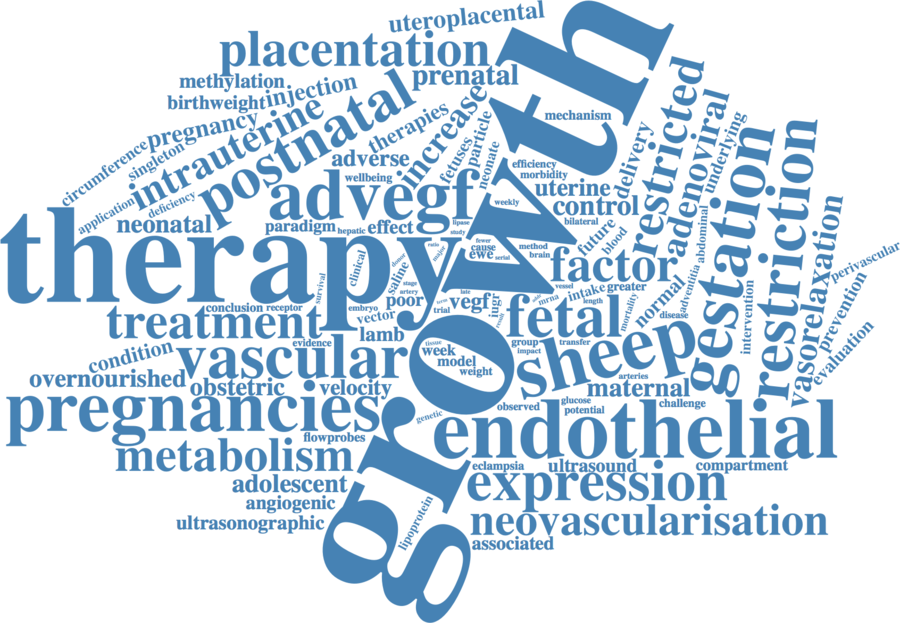 uteroplacental
placentation
growth
methylation
prenatal
birthweight
injection
postnatal
increase
restricted
intrauterine
therapies
particle
mechanism
pregnancy
circumference
singleton
fetuses
neonate
delivery
adenoviral
underlying
adverse
efficiency
morbidity
wellbeing
uterine
gestation
restriction
application
deficiency
advegf
weekly
control
bilateral
neonatal
paradigm
hepatic
effect
lipase
study
future
blood
abdominal
therapy
clinical
donor
ratio
major
fewer
cause
ewe
serial
method
brain
factor
vasorelaxation
perivascular
prevention
evaluation
saline
stage
artery
poor
vessel
intake
greater
length
normal
adventitia
intervention
survival
conclusion
receptor
embryo
vector
term
trial
late
vegf
iugr
mrna
mortality
disease
treatment
lamb
fetal
sheep
evidence
tissue
week
model
weight
group
impact
transfer
condition
vascular
overnourished
obstetric
velocity
arteries
maternal
pregnancies
genetic
observed
glucose
potential
challenge
flowprobes
endothelial
metabolism
eclampsia
ultrasound
compartment
adolescent
expression
angiogenic
lipoprotein
ultrasonographic
neovascularisation
associated